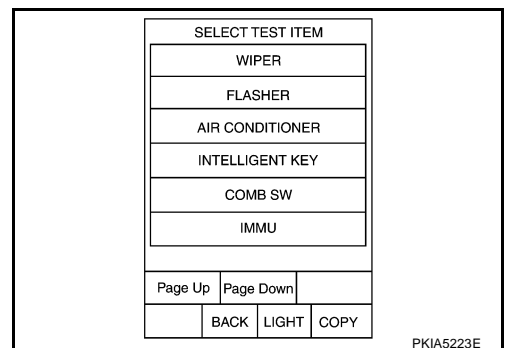 SELECT TEST ITEM
WIPER
FLASHER
AIR CONDITIONER
INTELLIGENT KEY
COMB SW
IMMU
Page Up Page Down
BACK LIGHT COPY
PKIA5223E